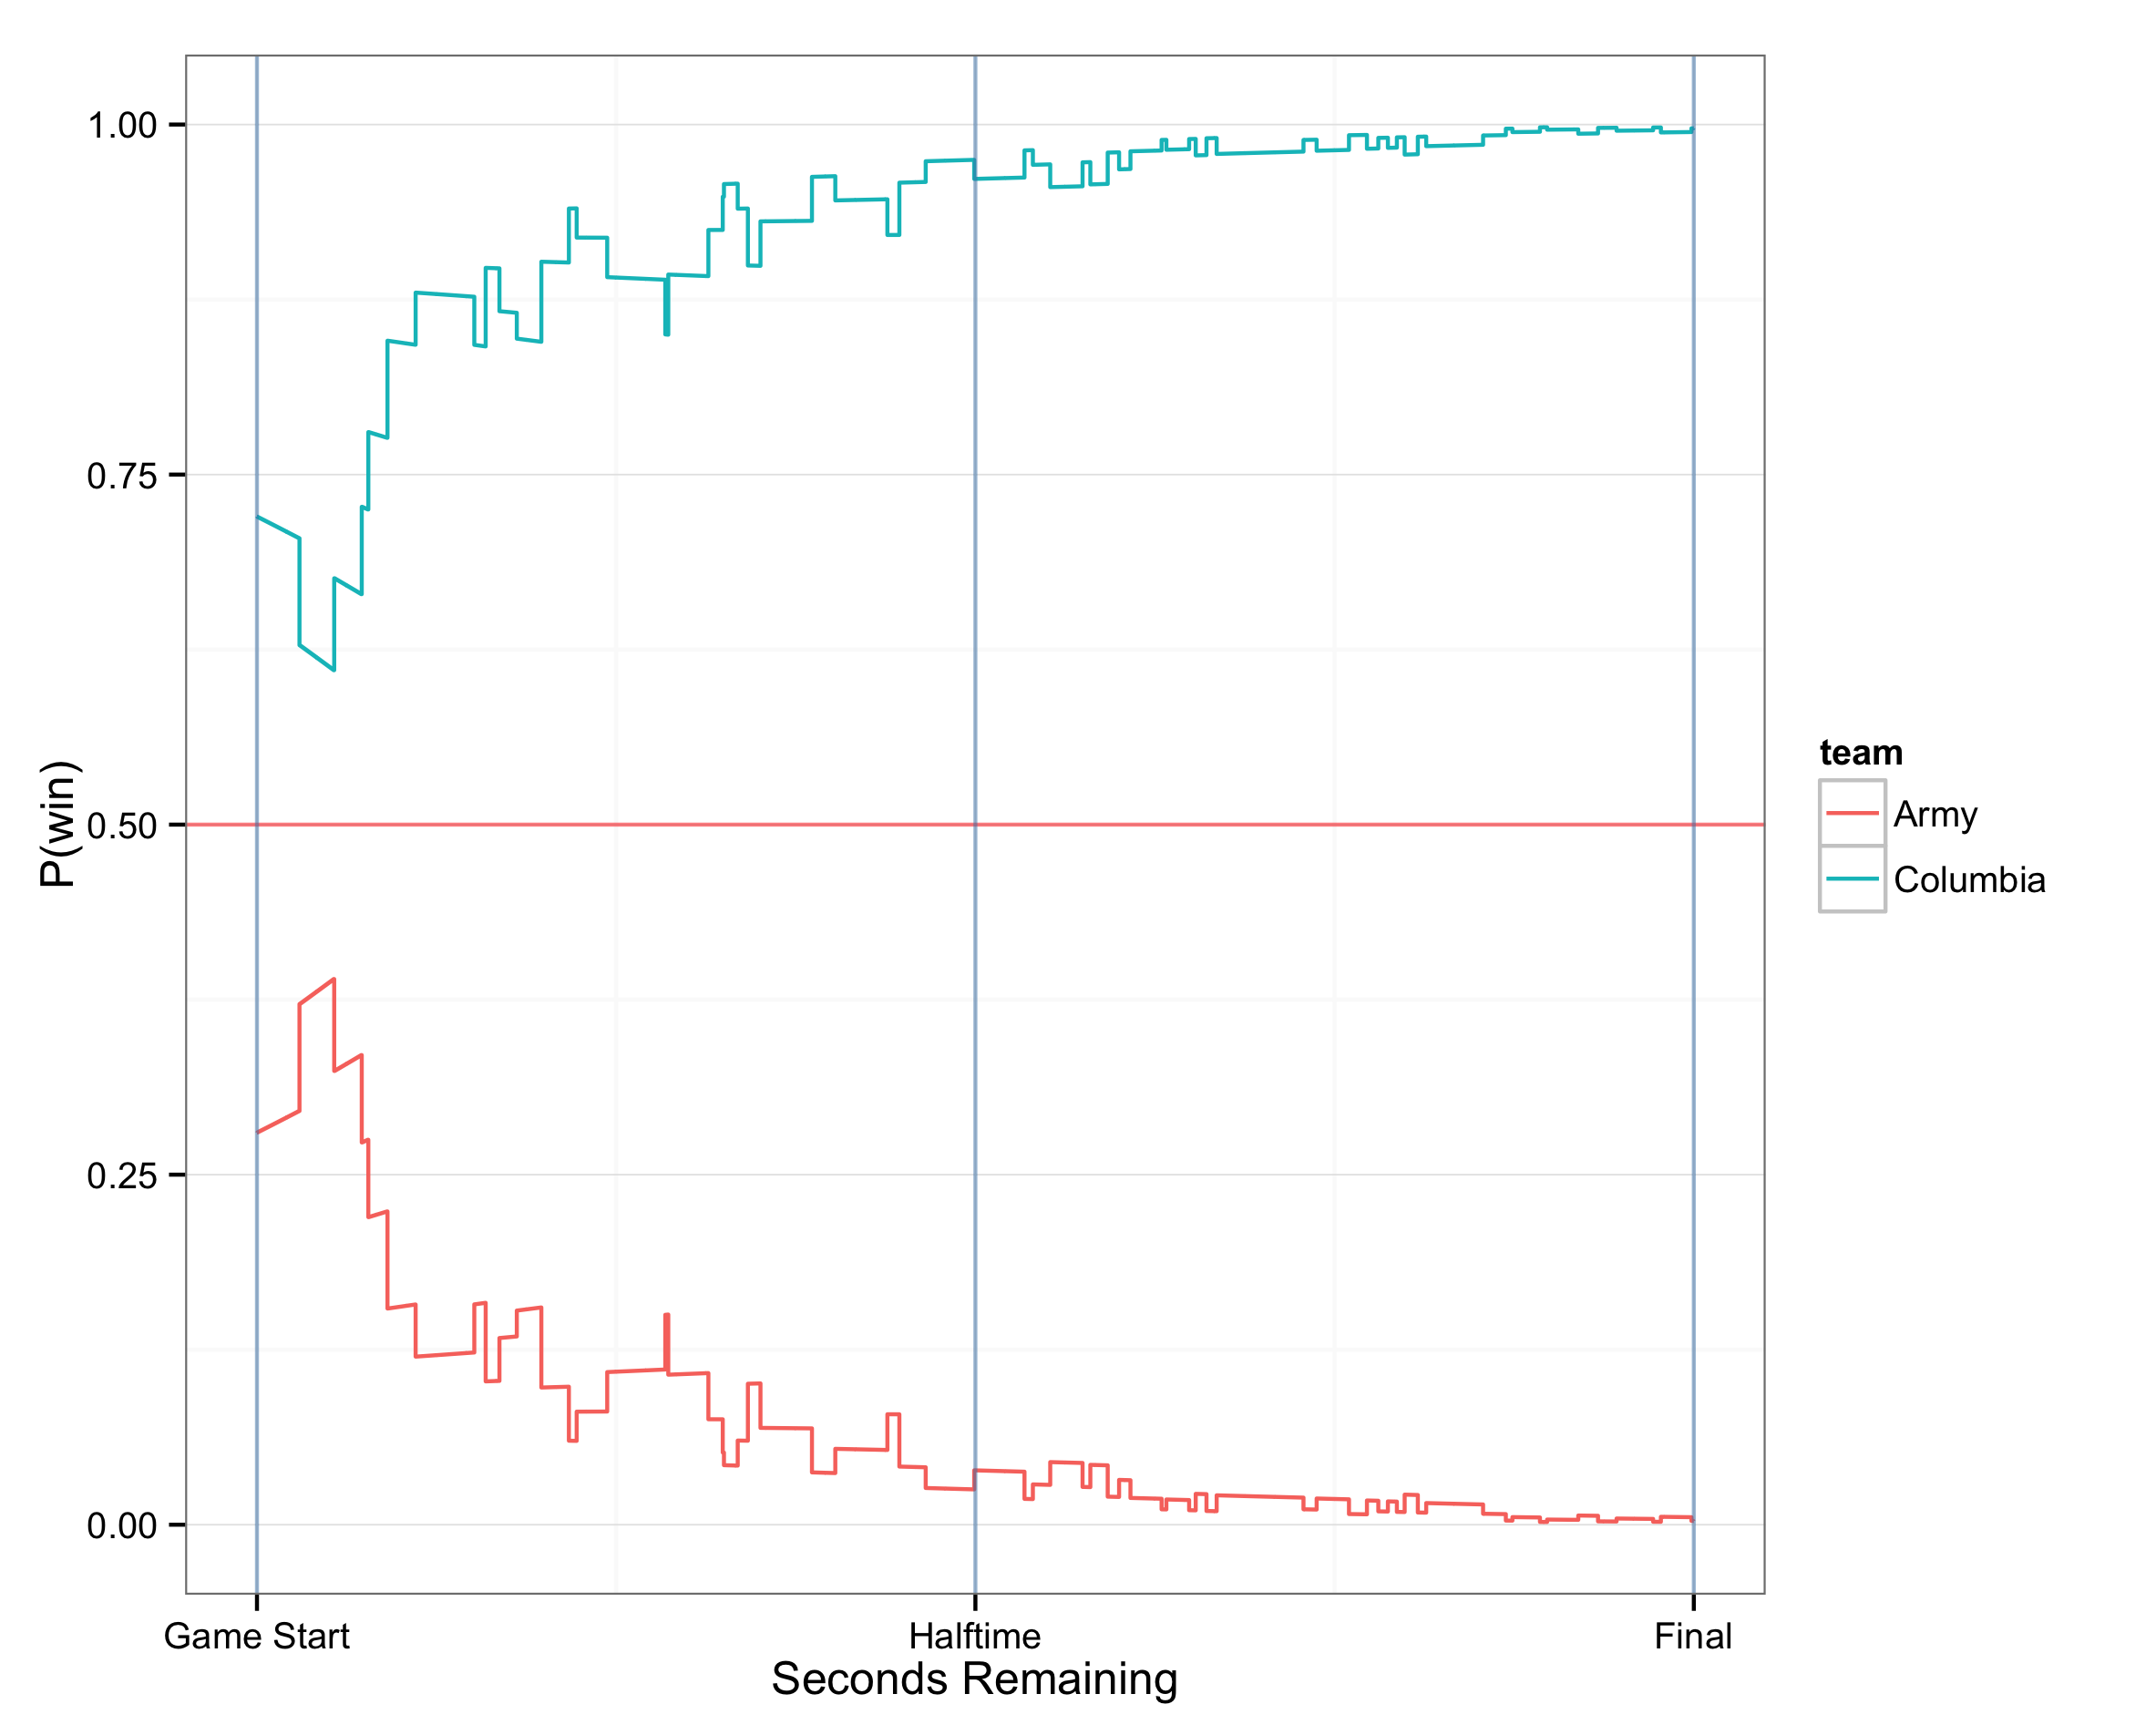 1.00
0.75
0.50
0.25
0.00
P(win)
Game Start
Halftime
Final
Seconds Remaining
team
Army
Columbia